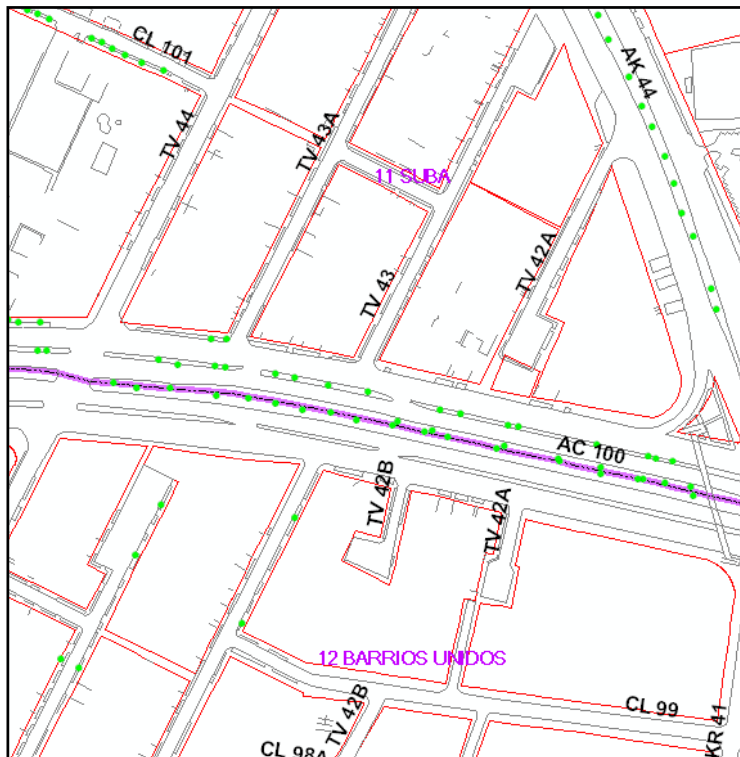 CL 101
AK 44
TV 44
TV 43A
11 SUBA
TV 42A
TV 43
AC 100
TV 42B
TV 42A
12 BARRIOS UNIDOS
TV 42B
CL 99
KR 41
CL 98A